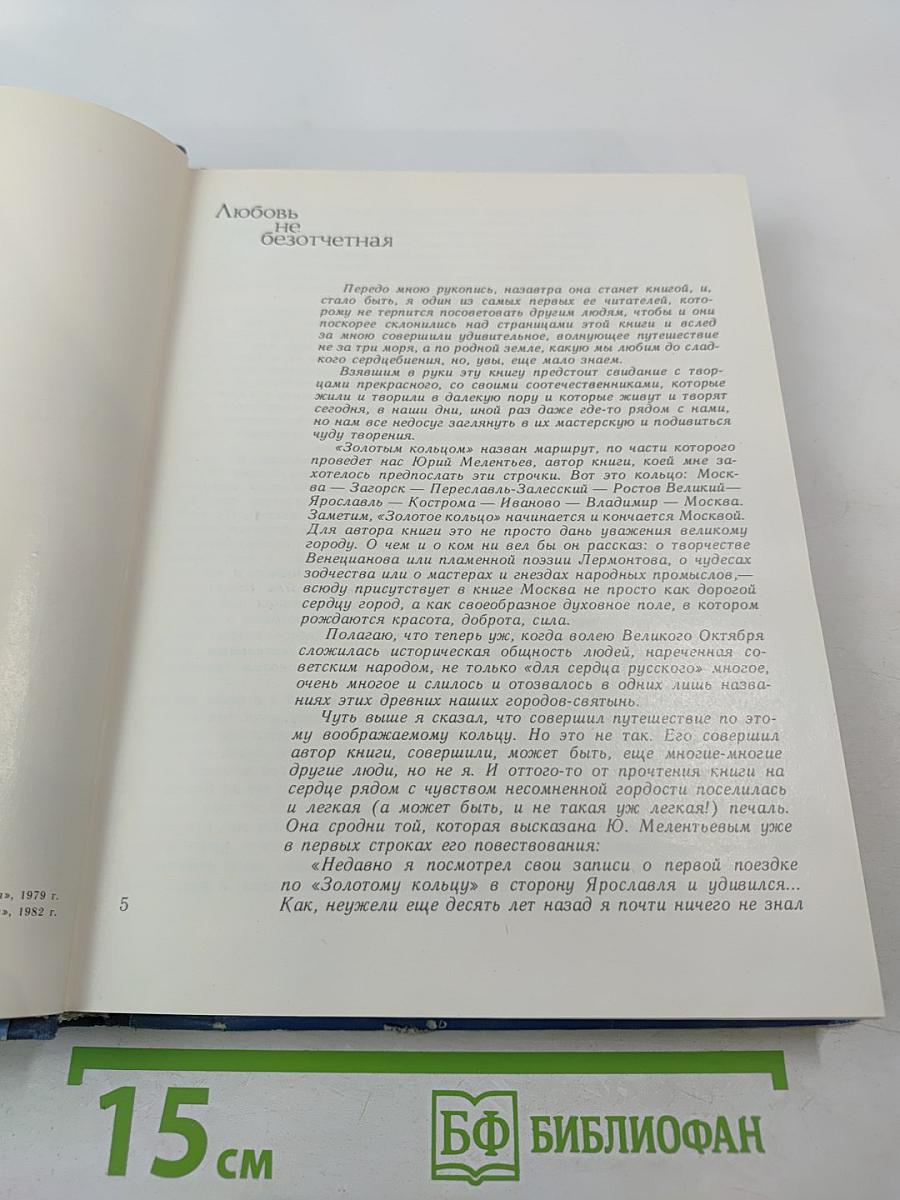 Любовь
не
безотчетная
Передо мною рукопись, назавтра она станет книгой, и,
стало быть, я один из самых первых ее читателей, кото-
рому не терпится посоветовать другим людям, чтобы и они
поскорее склонились над страницами этой книги и вслед
за мною совершили удивительное, волнующее путешествие
не за три моря, а по родной земле, какую мы любим до слад-
кого сердцебиения, но, увы, еще мало знаем.
Взявшим в руки эту книгу предстоит свидание с твор-
цами прекрасного, со своими соотечественниками, которые
жили и творили в далекую пору и которые живут и творят
сегодня, в наши дни, иной раз даже где-то рядом с нами,
но нам все недосуг заглянуть в их мастерскую и подивиться
чуду творения.
«Золотым кольцом» назван маршрут, по части которого
проведет нас Юрий Мелентьев, автор книги, коей мне за-
хотелось предпослать эти строчки. Вот это кольцо: Моск-
ва — Загорск — Переславль-Залесский — Ростов Великий—
Ярославль — Кострома — Иваново — Владимир — Москва.
Заметим, «Золотое кольцо» начинается и кончается Москвой.
Для автора книги это не просто дань уважения великому
городу. О чем и о ком ни вел бы он рассказ: о творчестве
Венецианова или пламенной поэзии Лермонтова, о чудесах
зодчества или о мастерах и гнездах народных промыслов,—
всюду присутствует в книге Москва не просто как дорогой
сердцу город, а как своеобразное духовное поле, в котором
рождаются красота, доброта, сила.
Полагаю, что теперь уж, когда волею Великого Октября
сложилась историческая общность людей, нареченная со-
ветским народом, не только «для сердца русского» многое,
очень многое и слилось и отозвалось в одних лишь назва-
ниях этих древних наших городов-святынь.
Чуть выше я сказал, что совершил путешествие по это-
му воображаемому кольцу. Но это не так. Его совершил
автор книги, совершили, может быть, еще многие-многие
другие люди, но не я. И оттого-то от прочтения книги на
сердце рядом с чувством несомненной гордости поселилась
и легкая (а может быть, и не такая уж легкая!) печаль.
Она сродни той, которая высказана Ю. Мелентьевым уже
в первых строках его повествования:
«Недавно я посмотрел свои записи о первой поездке
по «Золотому кольцу» в сторону Ярославля и удивился...
Как, неужели еще десять лет назад я почти ничего не знал
5
», 1979 г.
», 1982 г.
15 см
БФ БИБЛИОФАН